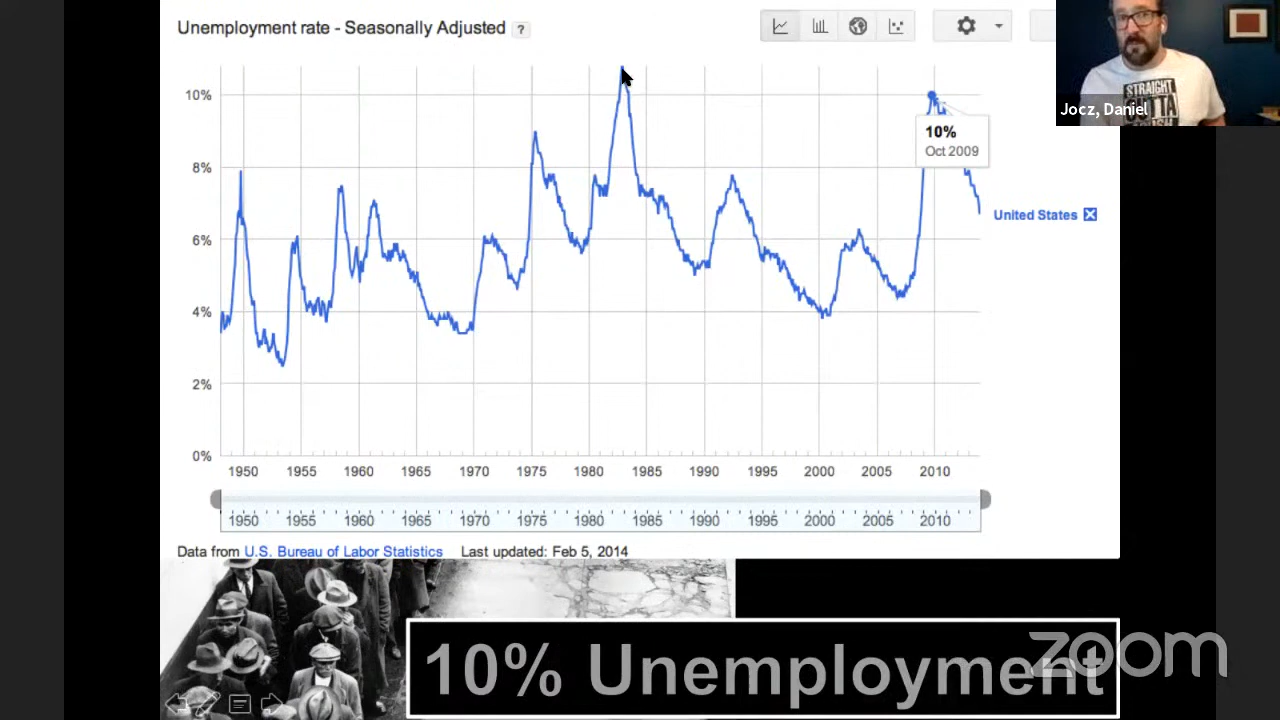 Unemployment rate - Seasonally Adjusted ?
STRAIGHT
OUTTA
Jocz, Daniel
10%
8%
6%
4%
2%
0%
10%
Oct 2009
United States
1950 1955 1960 1965 1970 1975 1980 1985 1990 1995 2000 2005 2010
1950 1955 1960 1965 1970 1975 1980 1985 1990 1995 2000 2005 2010
Data from U.S. Bureau of Labor Statistics Last updated: Feb 5, 2014
10% Unemployment
zoom